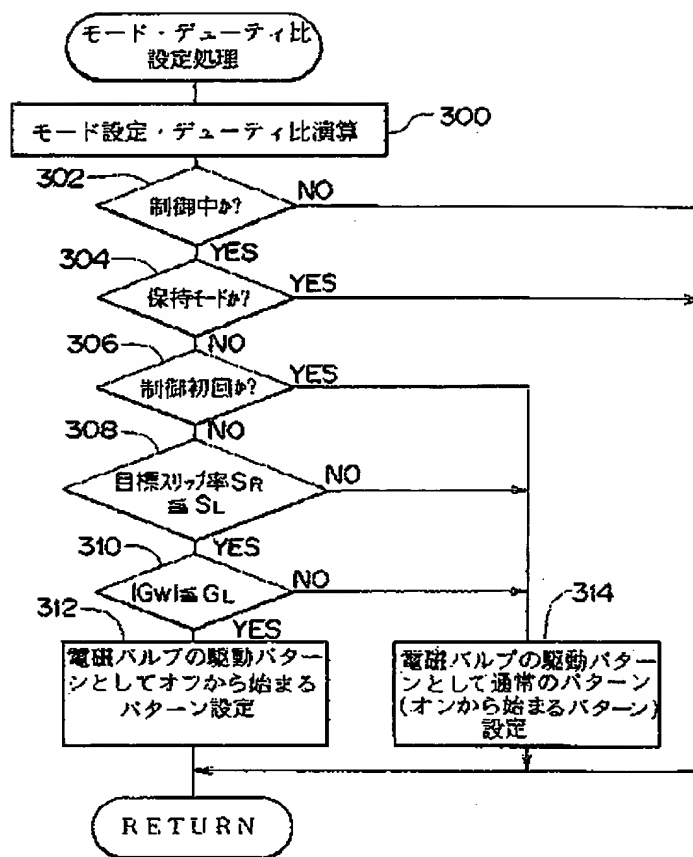 モード・デューティ比
設定処理
モード設定・デューティ比演算
300
302
制御中か?
NO
YES
304
保持モードか?
YES
NO
306
制御初回か?
YES
NO
308
目標スリップ率SR
≦SL
NO
YES
310
|GW|≦GL
NO
YES
312
電磁バルブの駆動パター
ンとしてオフから始まる
パターン設定
314
電磁バルブの駆動パター
ンとして通常のパターン
(オンから始まるパターン)
設定
RETURN